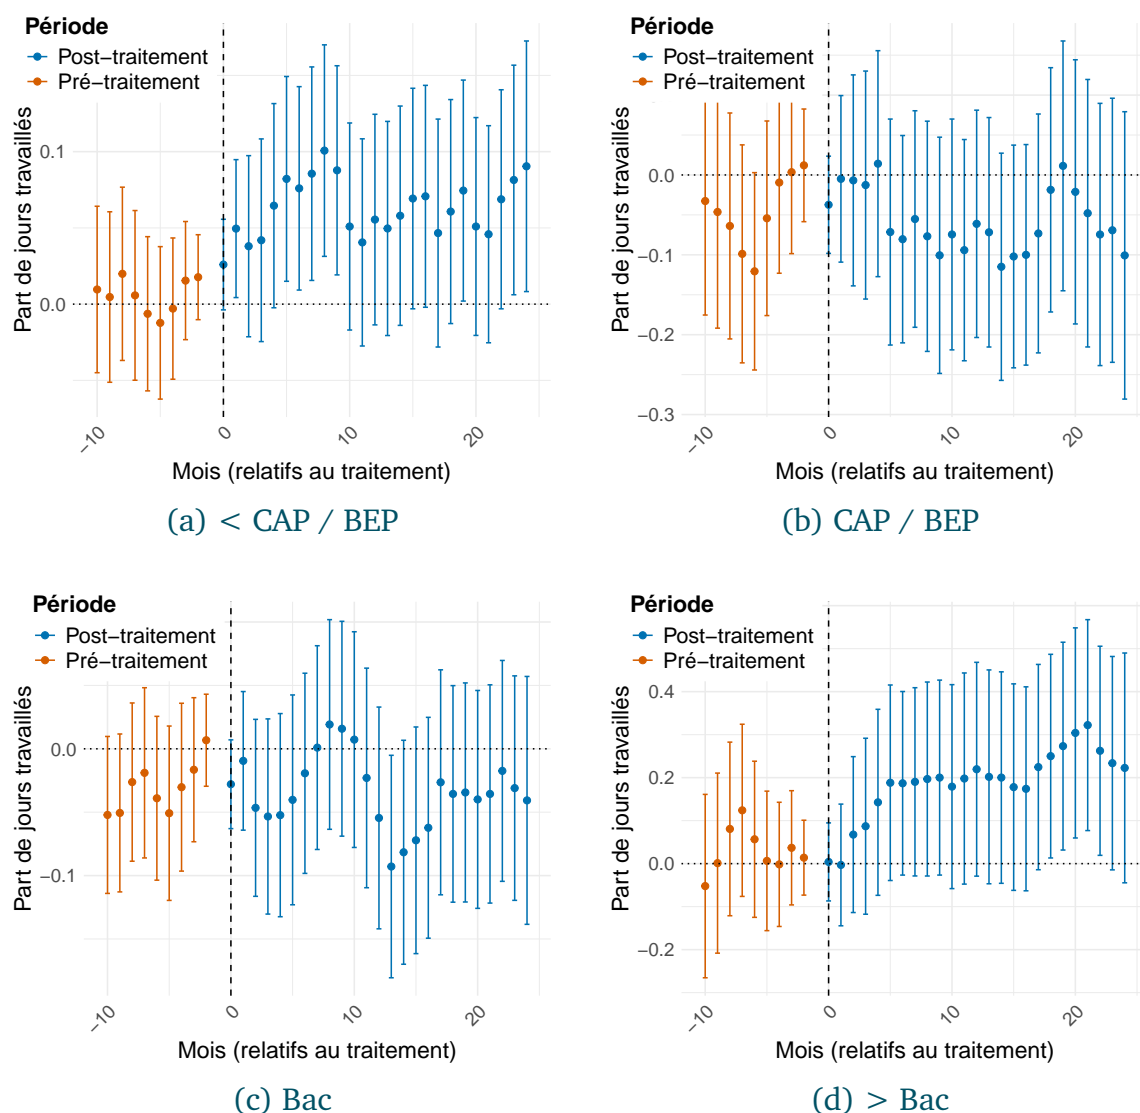 Période
Post-traitement
Pré-traitement
Part de jours travaillés
0.1
0.0
-10
0
10
20
Mois (relatifs au traitement)
(a) < CAP / BEP
Période
Post-traitement
Pré-traitement
Part de jours travaillés
0.0
-0.1
-0.2
-0.3
-10
0
10
20
Mois (relatifs au traitement)
(b) CAP / BEP
Période
Post-traitement
Pré-traitement
Part de jours travaillés
0.0
-0.1
-10
0
10
20
Mois (relatifs au traitement)
(c) Bac
Période
Post-traitement
Pré-traitement
Part de jours travaillés
0.4
0.2
0.0
-0.2
-10
0
10
20
Mois (relatifs au traitement)
(d) > Bac